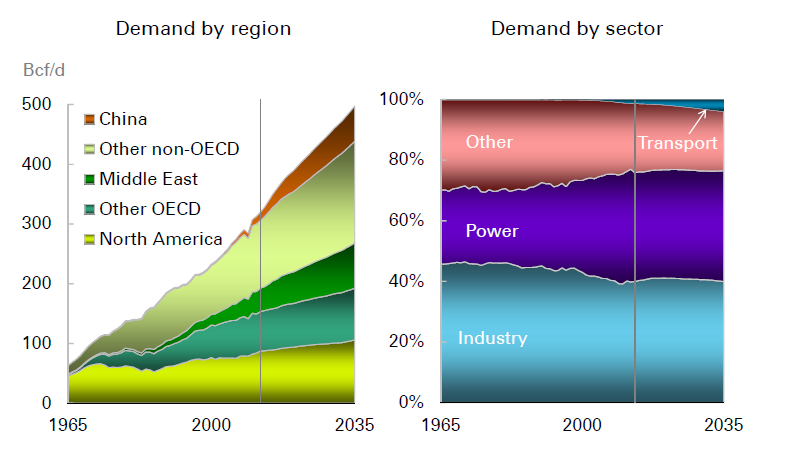 Demand by region
Bcf/d
500
400
300
200
100
0
China
Other non-OECD
Middle East
Other OECD
North America
1965
2000
2035
Demand by sector
100%
80%
60%
40%
20%
0%
Other
Transport
Power
Industry
1965
2000
2035